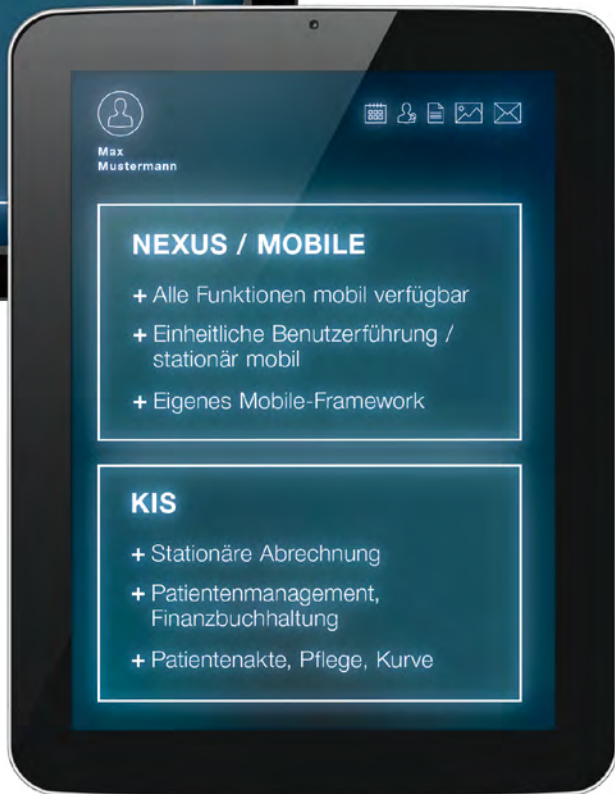 Max
Mustermann
NEXUS / MOBILE
+ Alle Funktionen mobil verfügbar
+ Einheitliche Benutzerführung /
stationär mobil
+ Eigenes Mobile-Framework
KIS
+ Stationäre Abrechnung
+ Patientenmanagement,
Finanzbuchhaltung
+ Patientenakte, Pflege, Kurve